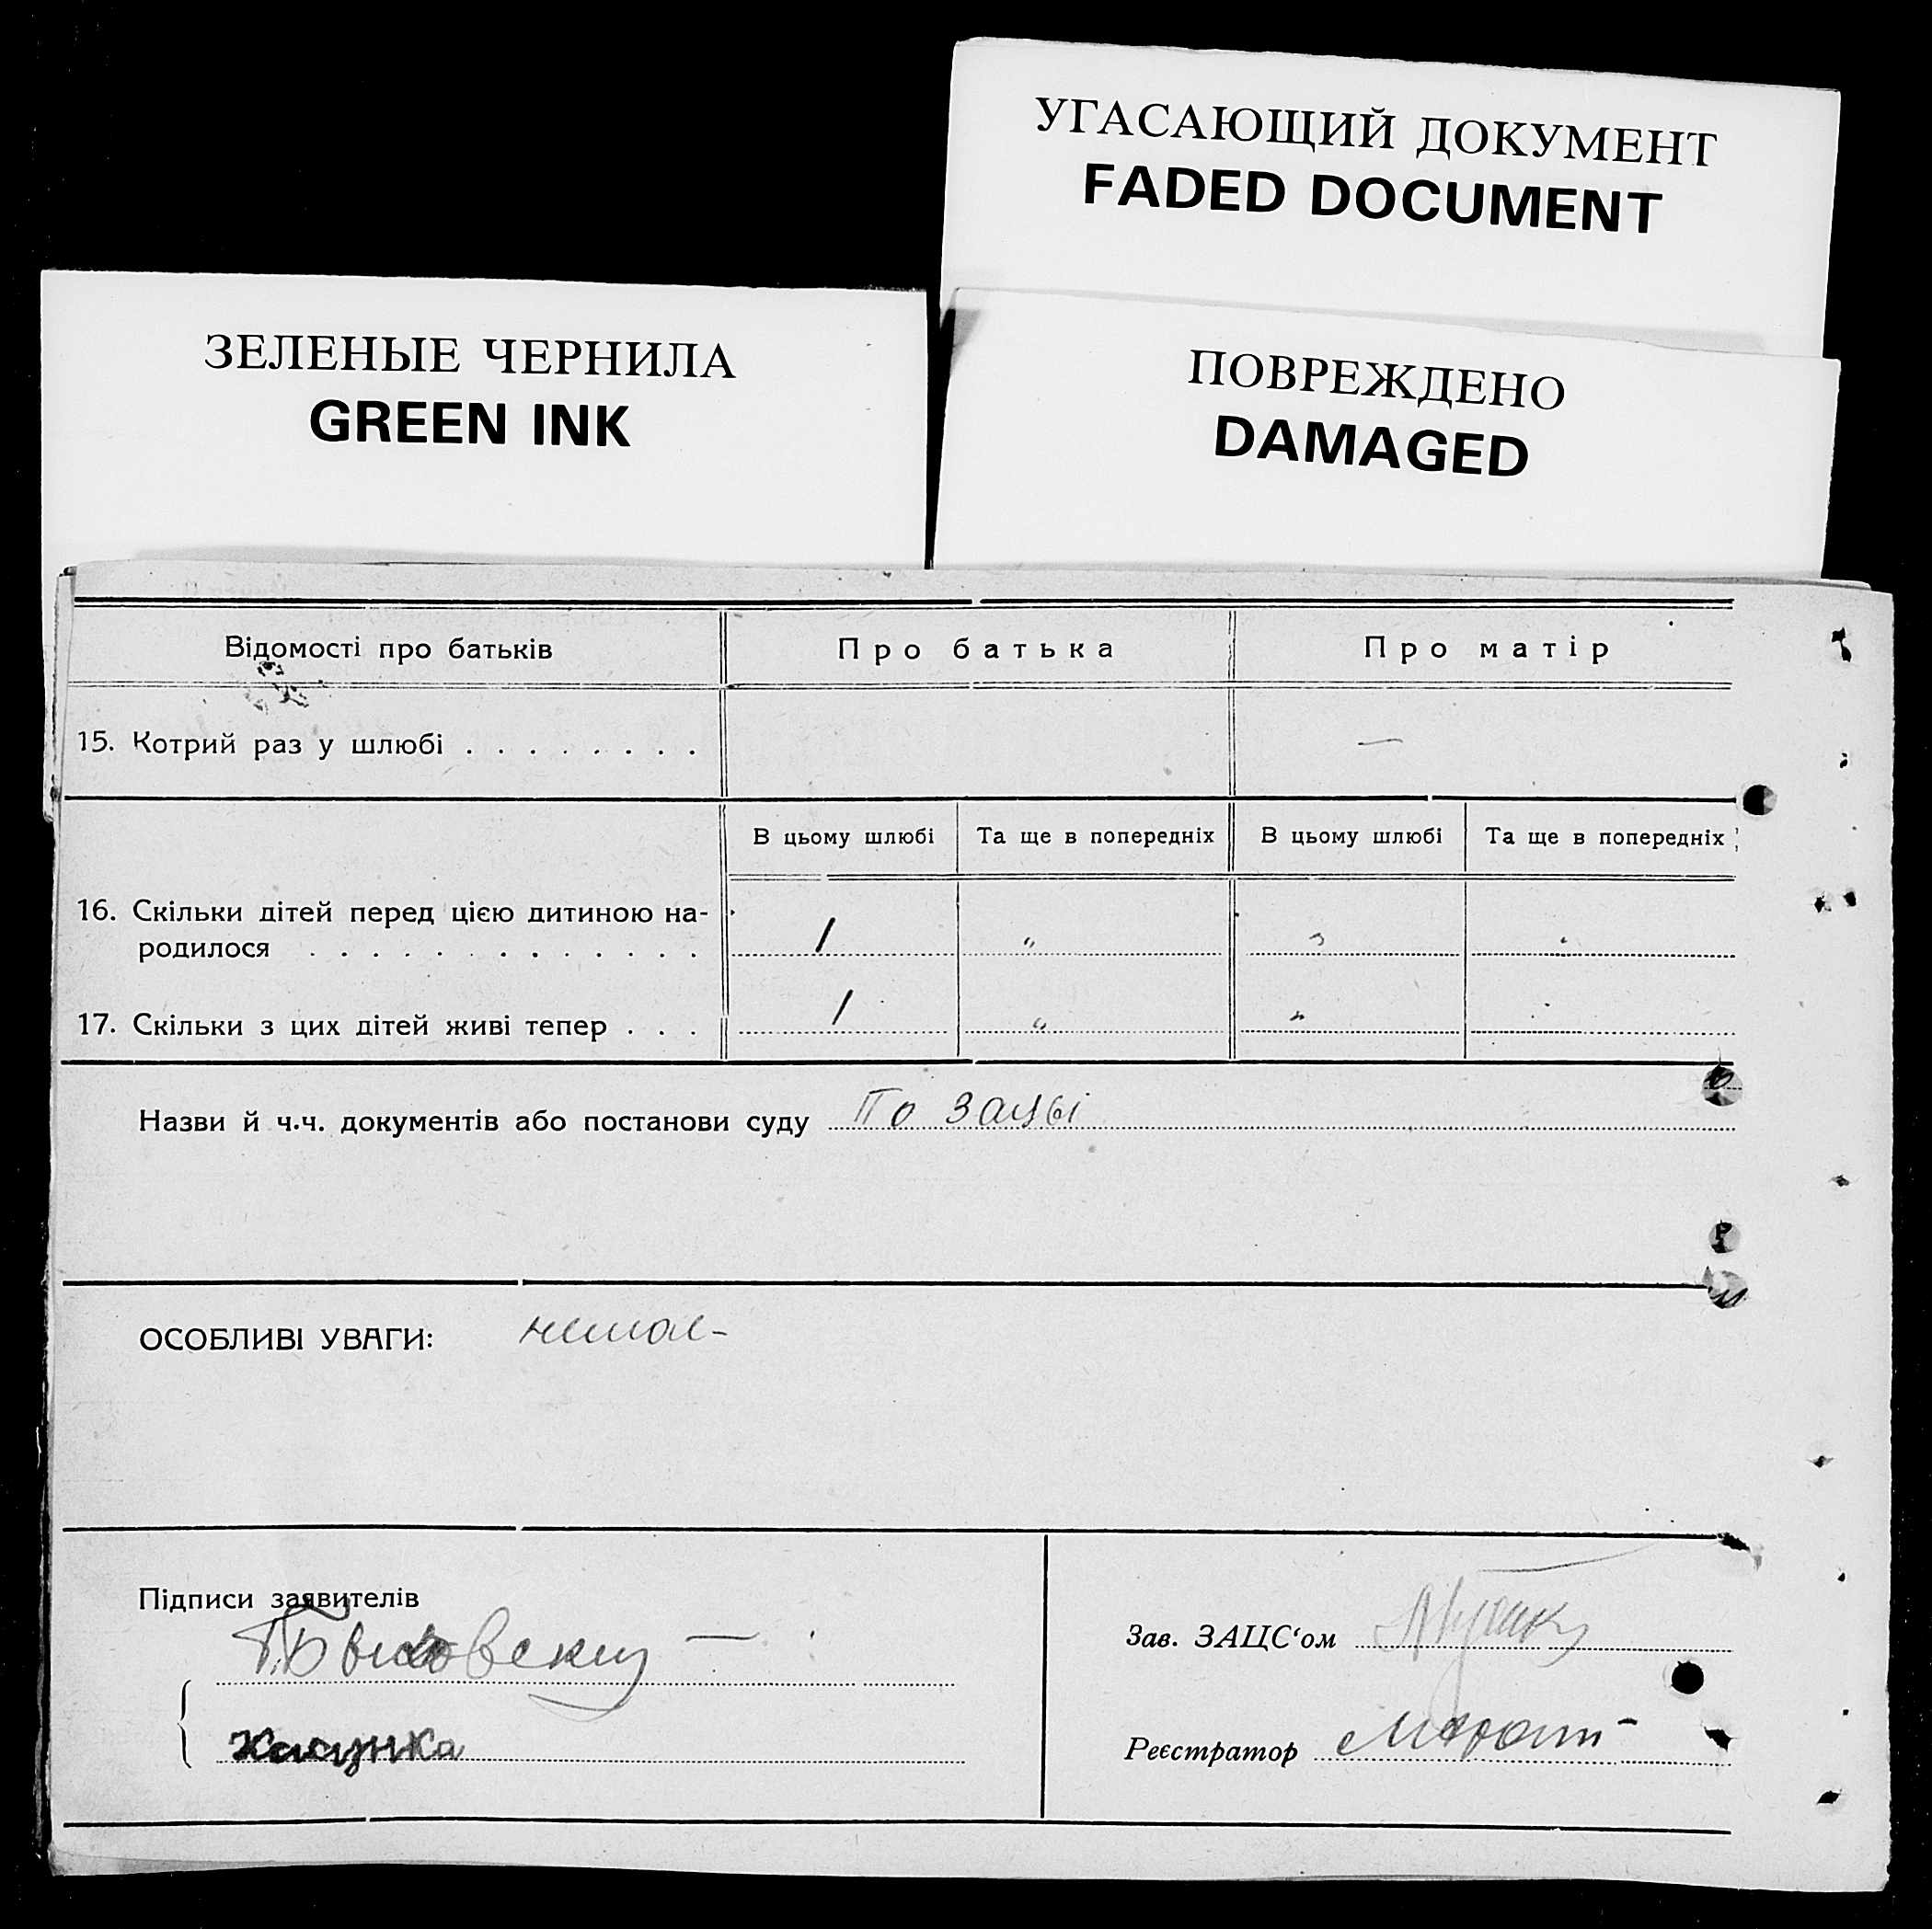 УГАСАЮЩИЙ ДОКУМЕНТ
FADED DOCUMENT
ЗЕЛЕНЫЕ ЧЕРНИЛА
GREEN INK
ПОВРЕЖДЕНО
DAMAGED
Відомості про батьків Про батька Про матір
15. Котрий раз у шлюбі . . . . . . . . —
В цьому шлюбі Та ще в попередніх В цьому шлюбі Та ще в попередніх
16. Скільки дітей перед цією дитиною на-
родилося . . . . . . . . . . . . . 1 "
17. Скільки з цих дітей живі тепер . . . 1 " "
Назви й ч.ч. документів або постанови суду По
ОСОБЛИВІ УВАГИ: немає-
Підписи заявителів
Зав. ЗАЦС‘ом
Реєстратор